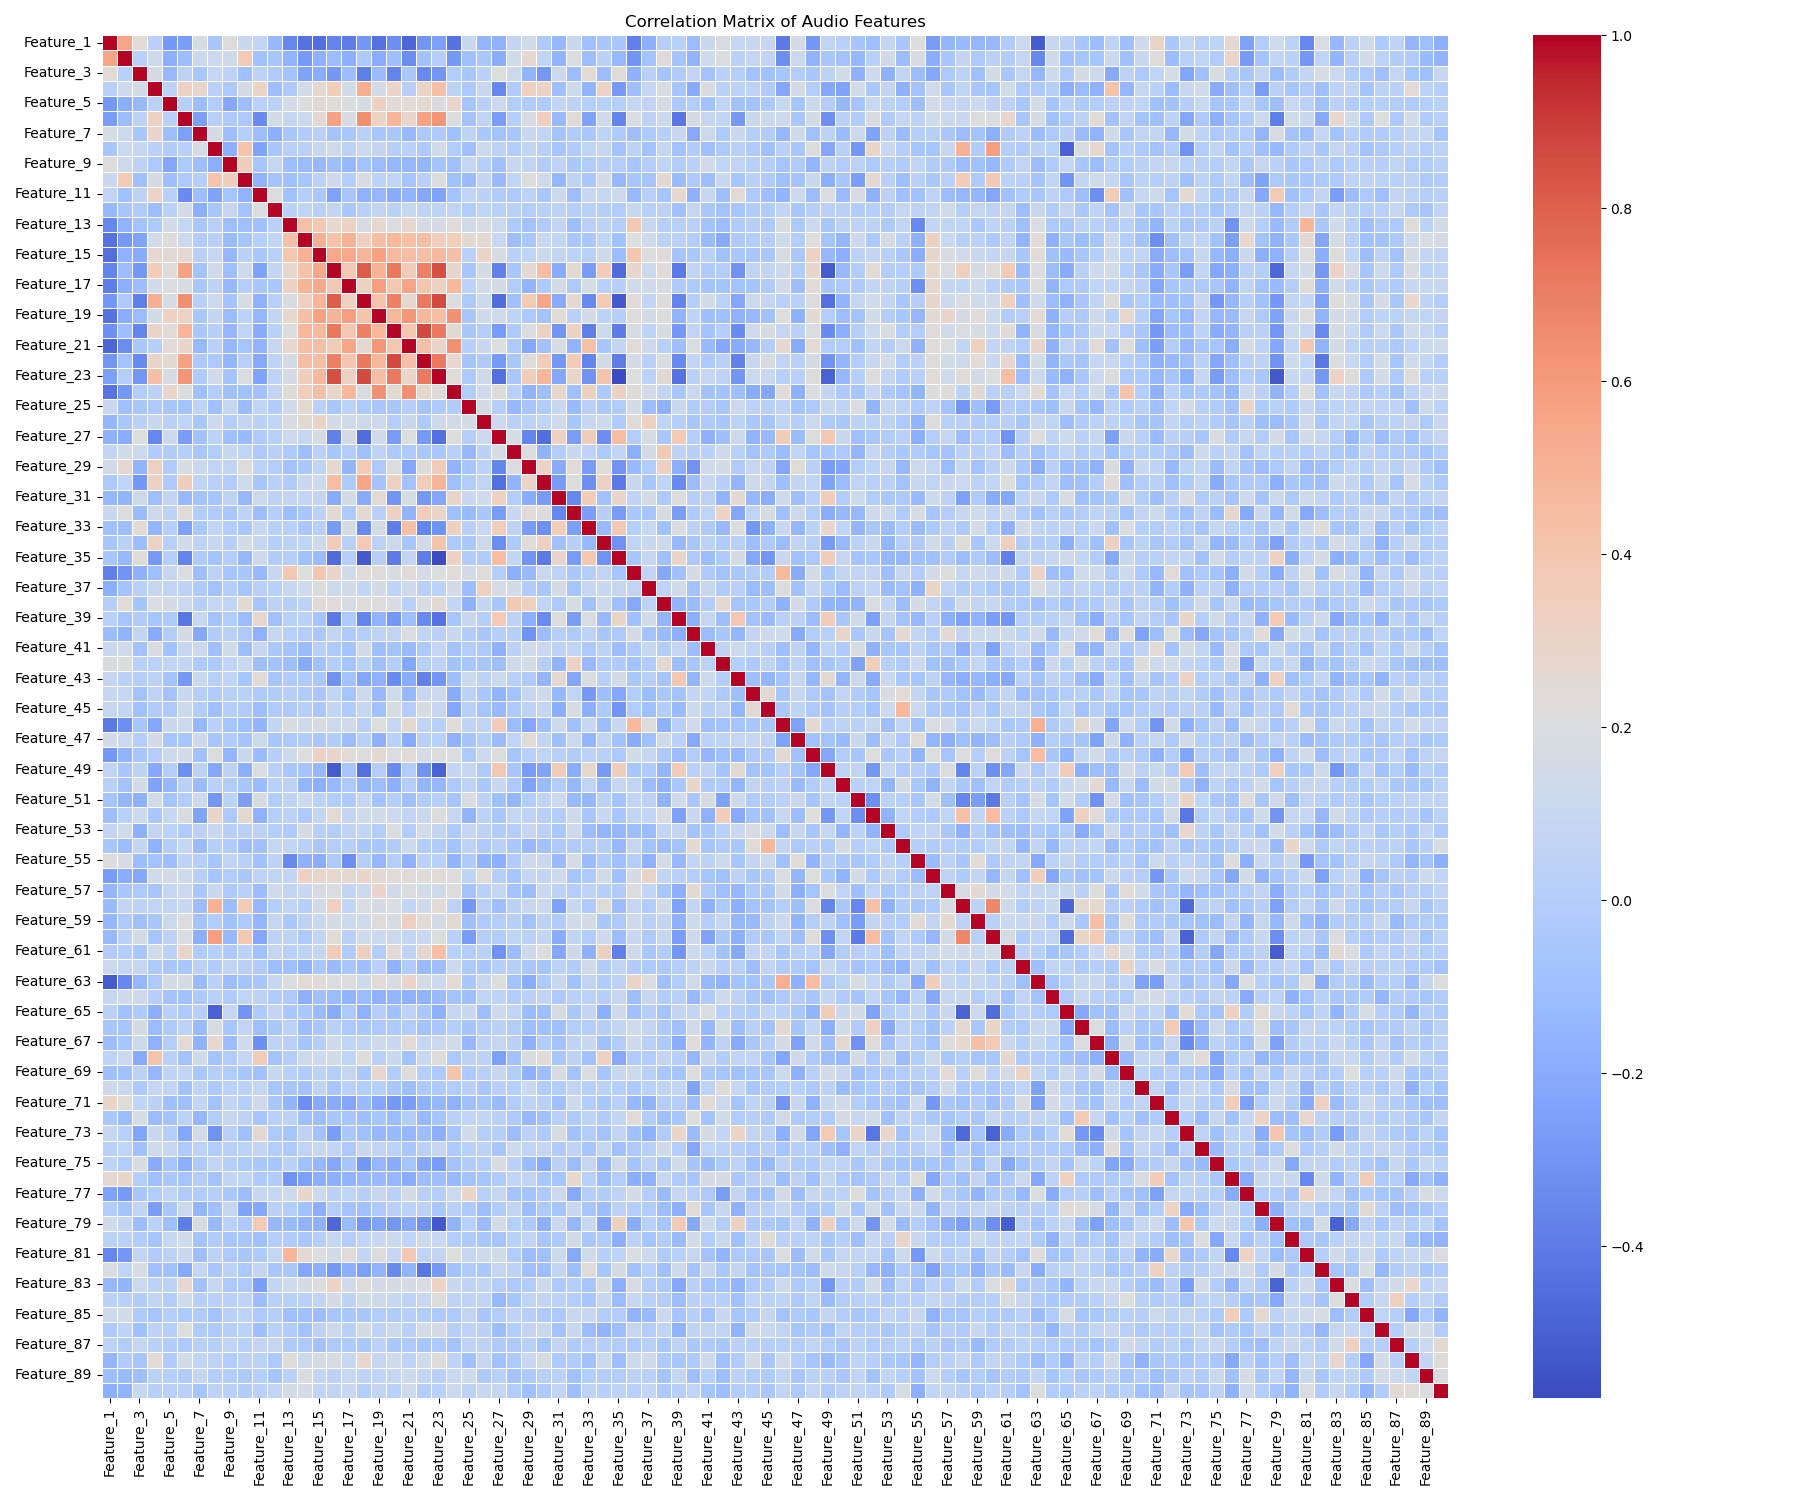 Correlation Matrix of Audio Features
Feature_1
Feature_3
Feature_5
Feature_7
Feature_9
Feature_11
Feature_13
Feature_15
Feature_17
Feature_19
Feature_21
Feature_23
Feature_25
Feature_27
Feature_29
Feature_31
Feature_33
Feature_35
Feature_37
Feature_39
Feature_41
Feature_43
Feature_45
Feature_47
Feature_49
Feature_51
Feature_53
Feature_55
Feature_57
Feature_59
Feature_61
Feature_63
Feature_65
Feature_67
Feature_69
Feature_71
Feature_73
Feature_75
Feature_77
Feature_79
Feature_81
Feature_83
Feature_85
Feature_87
Feature_89
Feature_1
Feature_3
Feature_5
Feature_7
Feature_9
Feature_11
Feature_13
Feature_15
Feature_17
Feature_19
Feature_21
Feature_23
Feature_25
Feature_27
Feature_29
Feature_31
Feature_33
Feature_35
Feature_37
Feature_39
Feature_41
Feature_43
Feature_45
Feature_47
Feature_49
Feature_51
Feature_53
Feature_55
Feature_57
Feature_59
Feature_61
Feature_63
Feature_65
Feature_67
Feature_69
Feature_71
Feature_73
Feature_75
Feature_77
Feature_79
Feature_81
Feature_83
Feature_85
Feature_87
Feature_89
1.0
0.8
0.6
0.4
0.2
0.0
−0.2
−0.4